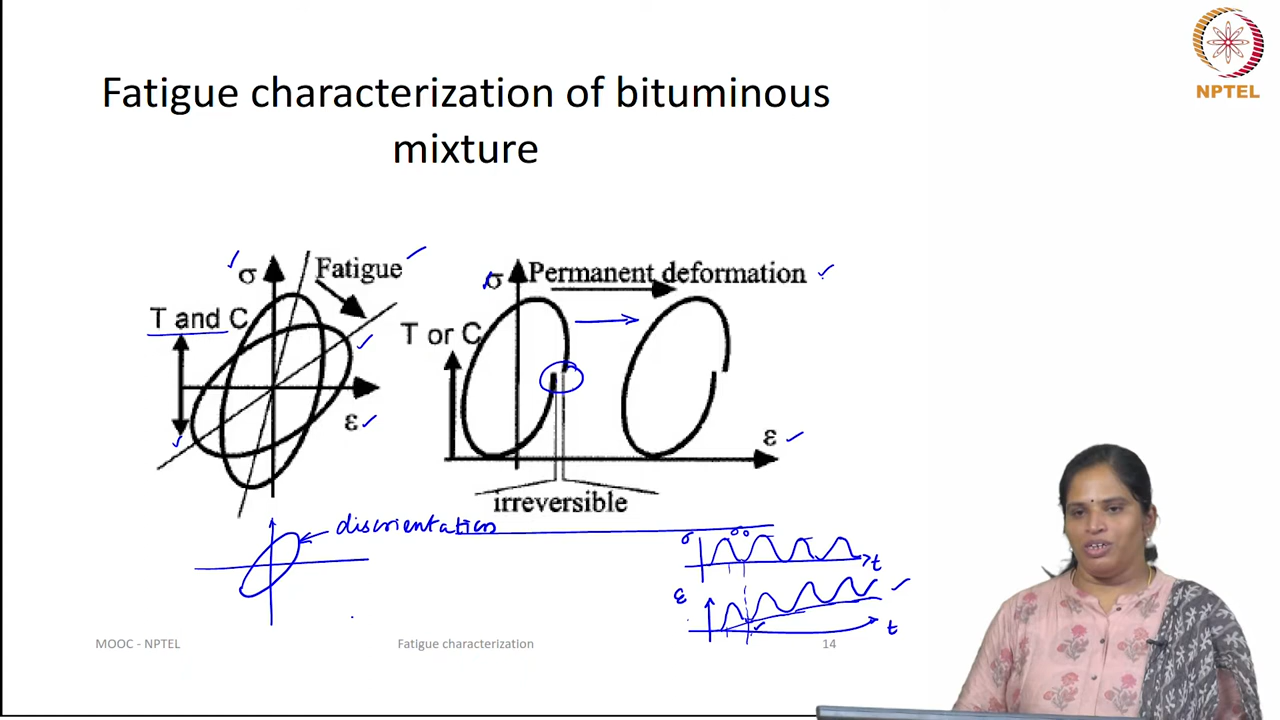 NPTEL
Fatigue characterization of bituminous
mixture
σ
Fatigue
T and C
ε
σ
Permanent deformation
T or C
ε
irreversible
disorientation
σ
t
ε
t
MOOC - NPTEL
Fatigue characterization
14